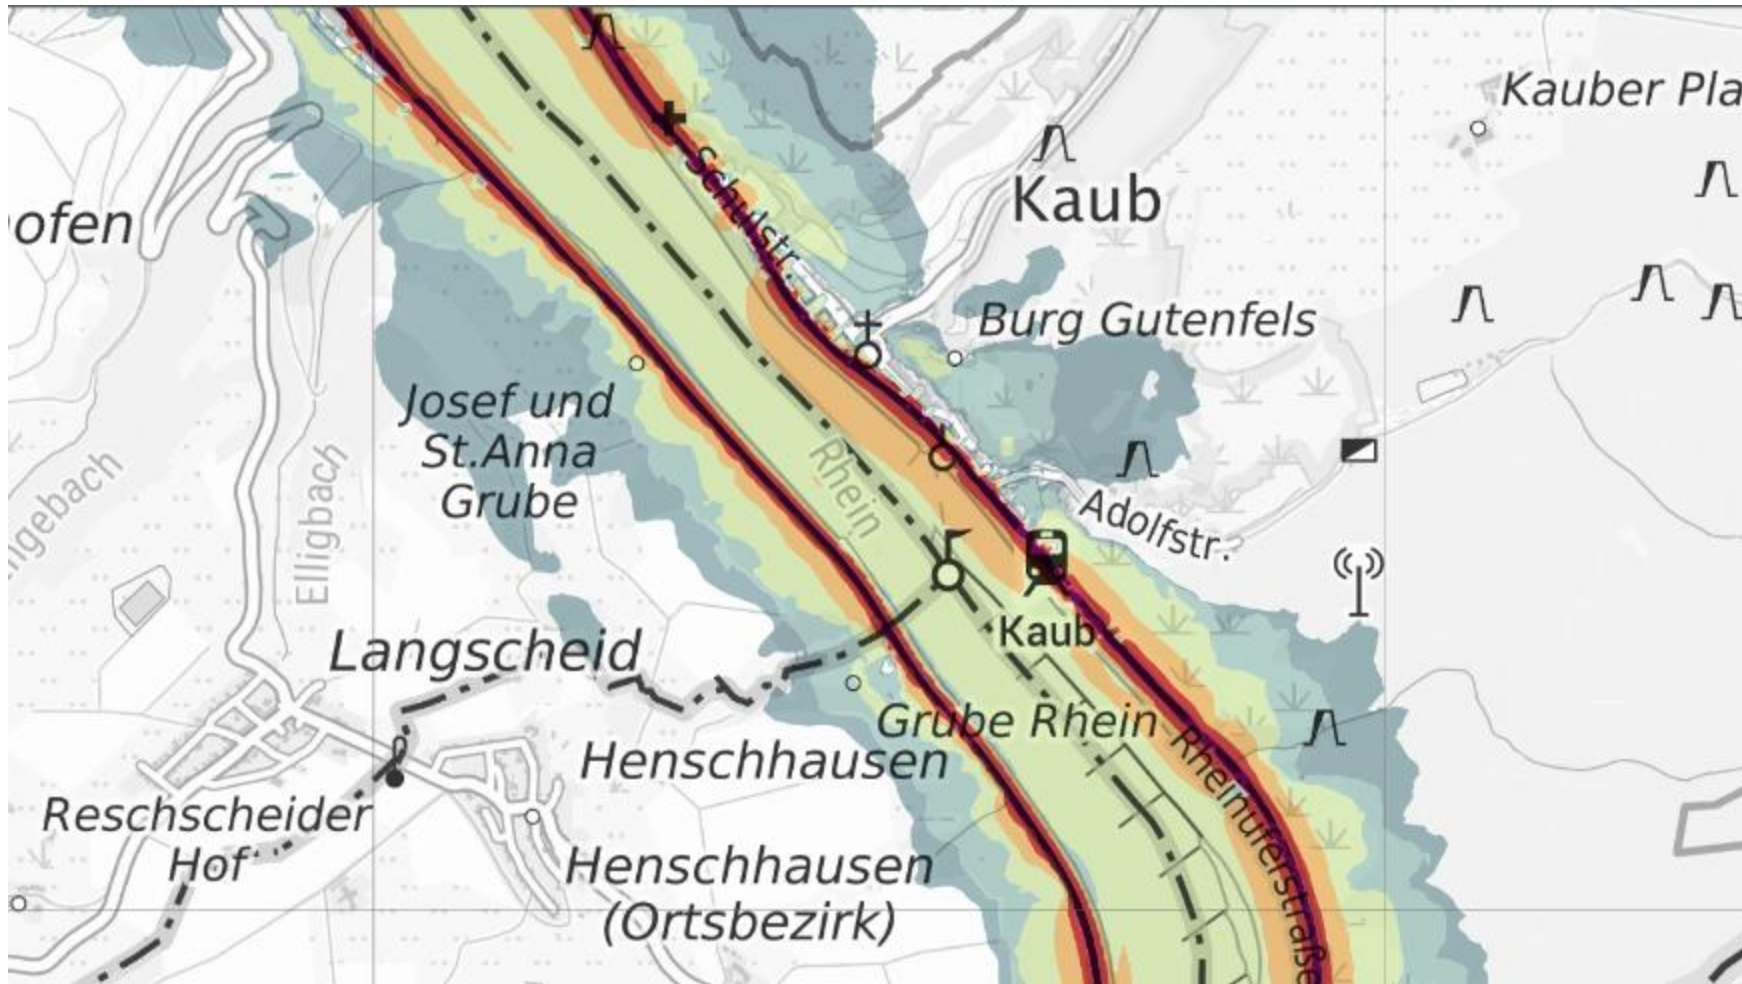 Kauber Pla
Schulstr.
Kaub
ofen
Burg Gutenfels
Josef und
St.Anna
Grube
Rhein
Elligbach
igebach
Adolfstr.
Kaub
Langscheid
Grube Rhein
Henschhausen
Rheinuferstraße
Reschscheider
Hof
Henschhausen
(Ortsbezirk)